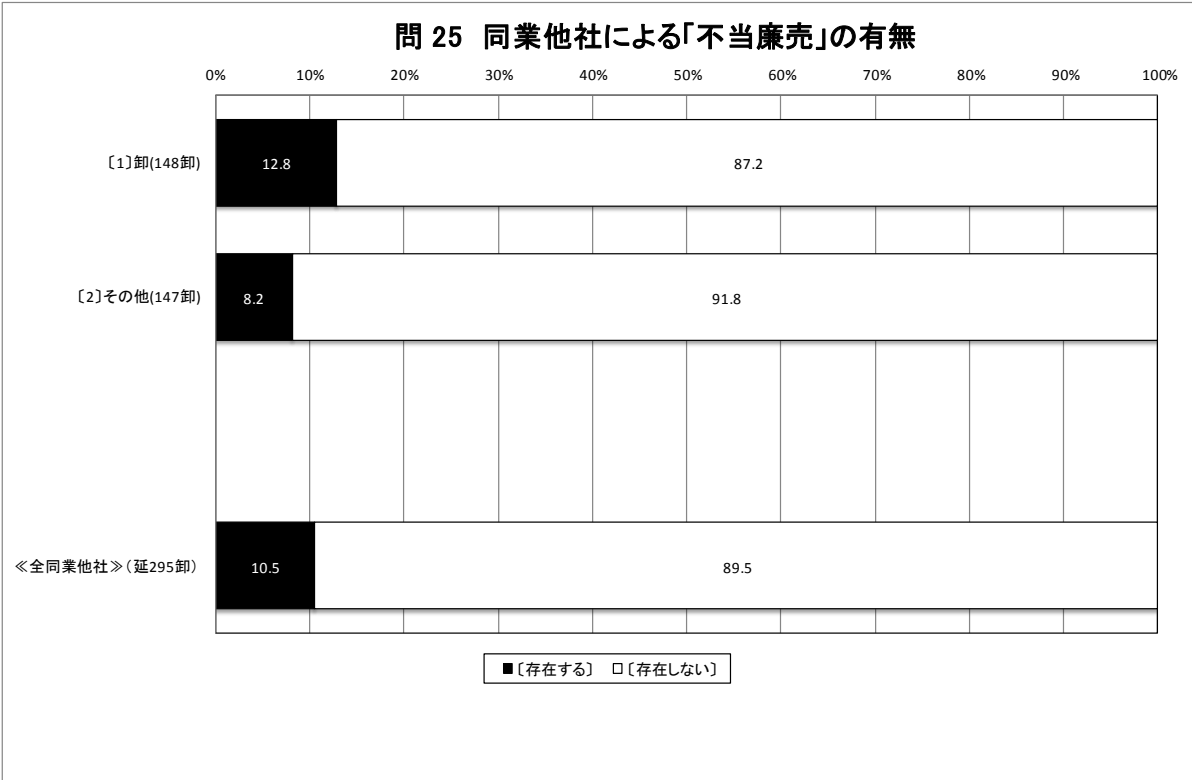 問 25 同業他社による「不当廉売」の有無
0% 10% 20% 30% 40% 50% 60% 70% 80% 90% 100%
〔1〕卸(148卸) 12.8 87.2
〔2〕その他(147卸) 8.2 91.8
≪全同業他社≫(延295卸) 10.5 89.5
■〔存在する〕 □〔存在しない〕